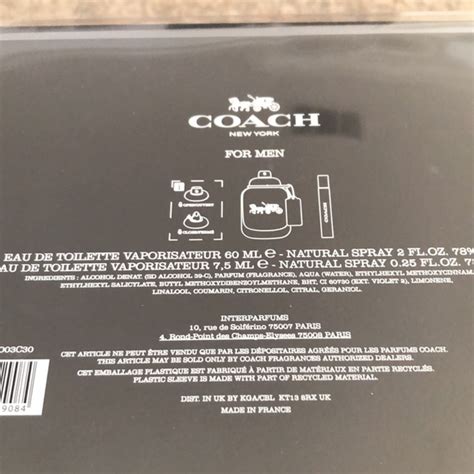 COACH
NEW YORK
FOR MEN
EAU DE TOILETTE VAPORISATEUR 60 ML e - NATURAL SPRAY 2 FL.OZ. 78%
EAU DE TOILETTE VAPORISATEUR 7,5 ML e - NATURAL SPRAY 0.25 FL.OZ. 7
INGREDIENTS : ALCOHOL DENAT. (SD ALCOHOL 39-C), PARFUM (FRAGRANCE), AQUA (WATER), ETHYLHEXYL METHOXYCINNAM
ETHYLHEXYL SALICYLATE, BUTYL METHOXYDIBENZOYLMETHANE, BHT, CI 60730 (EXT. VIOLET 2), LIMONENE,
LINALOOL, COUMARIN, CITRONELLOL, CITRAL, GERANIOL.
INTERPARFUMS
10, rue de Solférino 75007 PARIS
4, Rond-Point des Champs-Elysees 75008 PARIS
003C30
CET ARTICLE NE PEUT ÊTRE VENDU QUE PAR LES DÉPOSITAIRES AGRÉÉS POUR LES PARFUMS COACH.
THIS ARTICLE MAY BE SOLD ONLY BY COACH FRAGRANCES AUTHORIZED DEALERS.
CET EMBALLAGE PLASTIQUE EST FABRIQUÉ À PARTIR DE MATÉRIAUX EN PARTIE RECYCLÉS.
PLASTIC SLEEVE IS MADE WITH PART OF RECYCLED MATERIAL.
9084
DIST. IN UK BY KGA/CBL KT13 8RX UK
MADE IN FRANCE